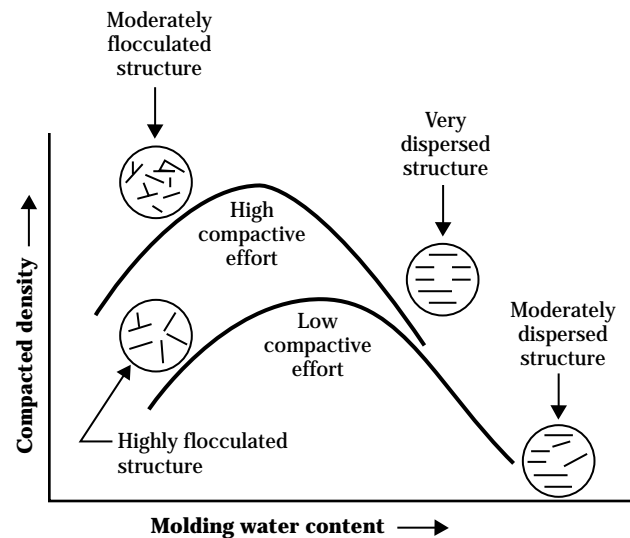 Moderately
flocculated
structure
Very
dispersed
structure
High
compactive
effort
Low
compactive
effort
Moderately
dispersed
structure
Highly flocculated
structure
Compacted density
Molding water content